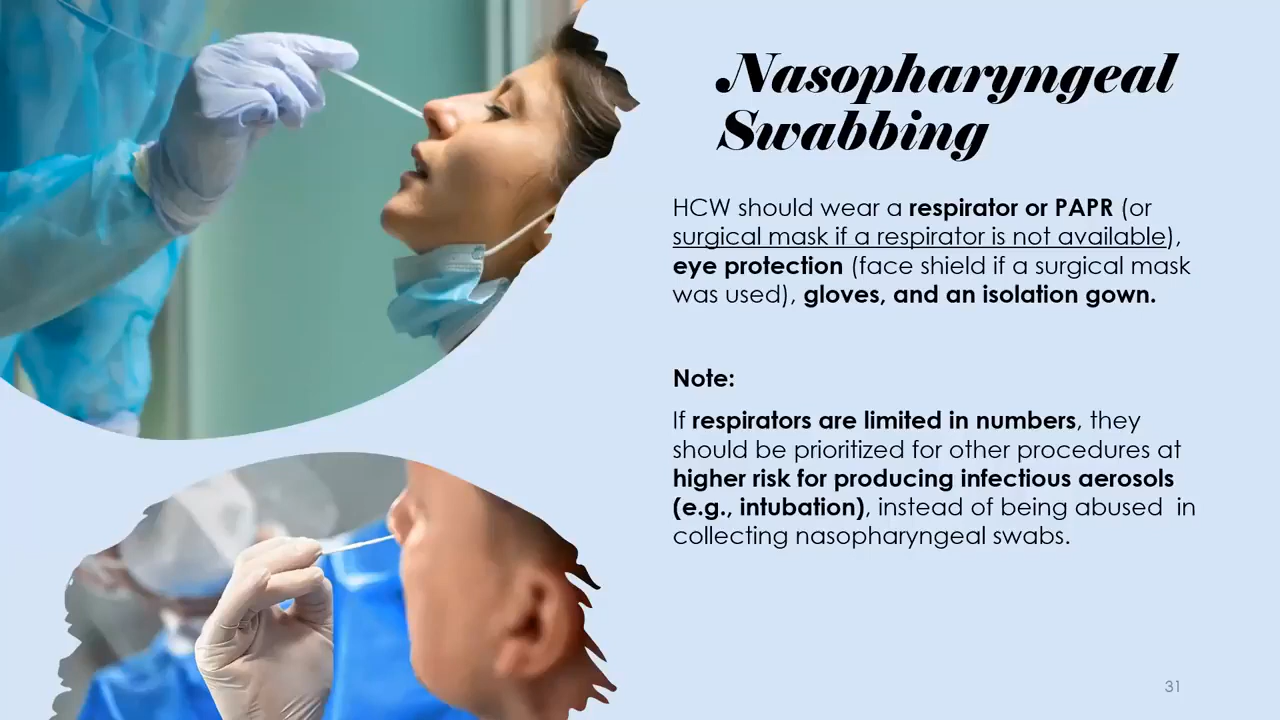 Nasopharyngeal
Swabbing
HCW should wear a respirator or PAPR (or
surgical mask if a respirator is not available),
eye protection (face shield if a surgical mask
was used), gloves, and an isolation gown.
Note:
If respirators are limited in numbers, they
should be prioritized for other procedures at
higher risk for producing infectious aerosols
(e.g., intubation), instead of being abused  in
collecting nasopharyngeal swabs.
31